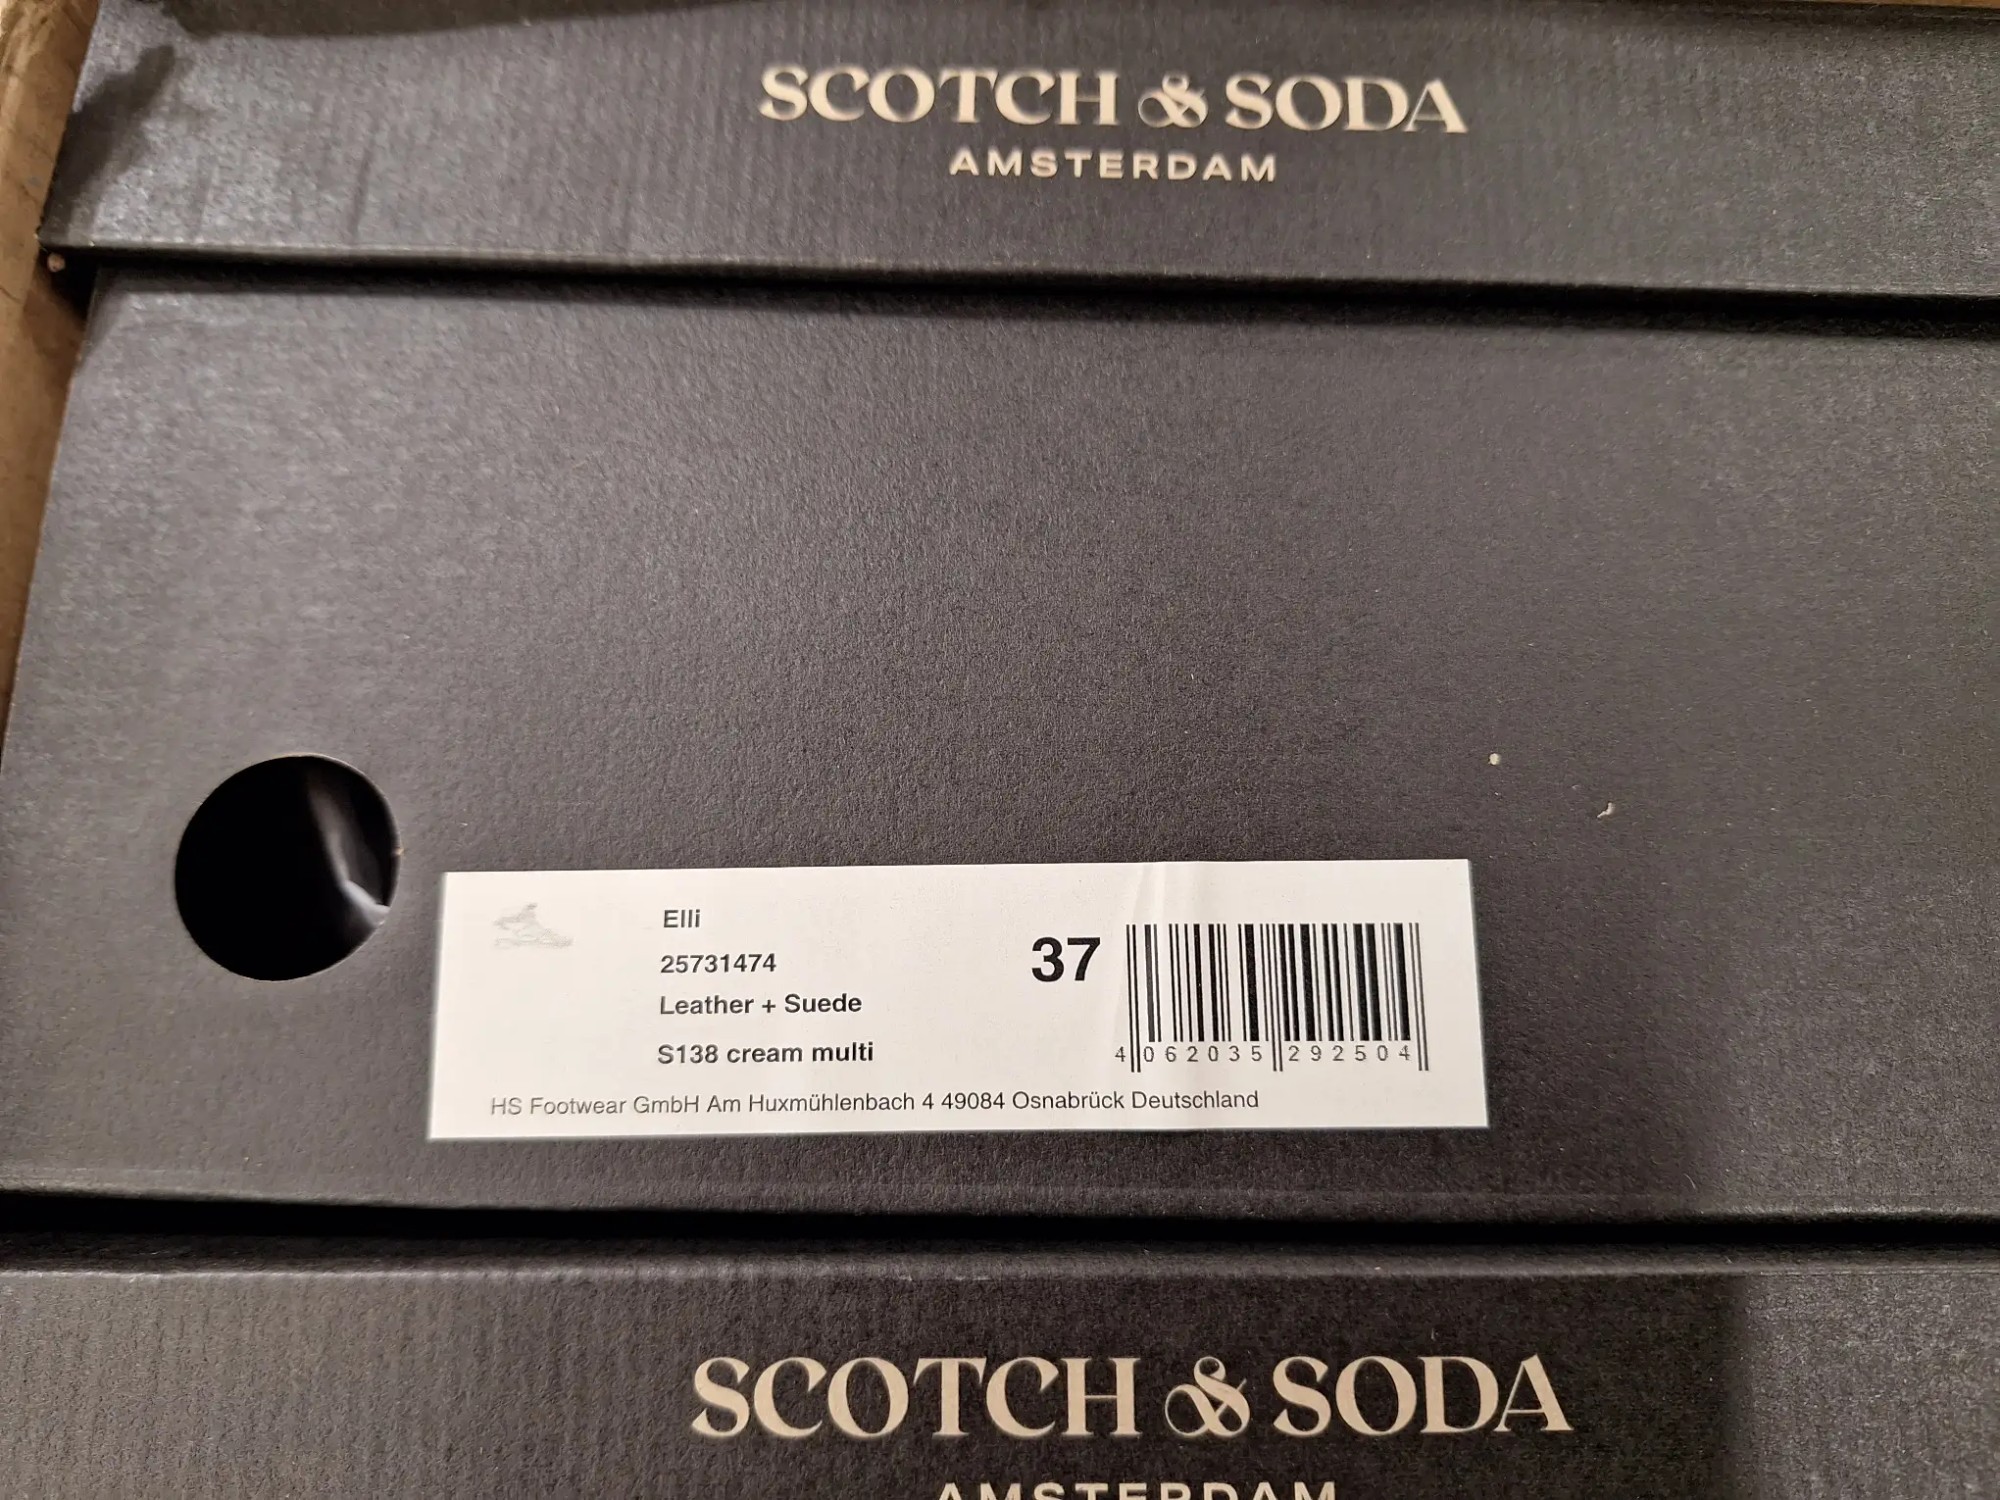 SCOTCH & SODA
AMSTERDAM
Elli
25731474
Leather + Suede
S138 cream multi
37
4 062035 292504
HS Footwear GmbH Am Huxmühlenbach 4 49084 Osnabrück Deutschland
SCOTCH & SODA
AMSTERDAM